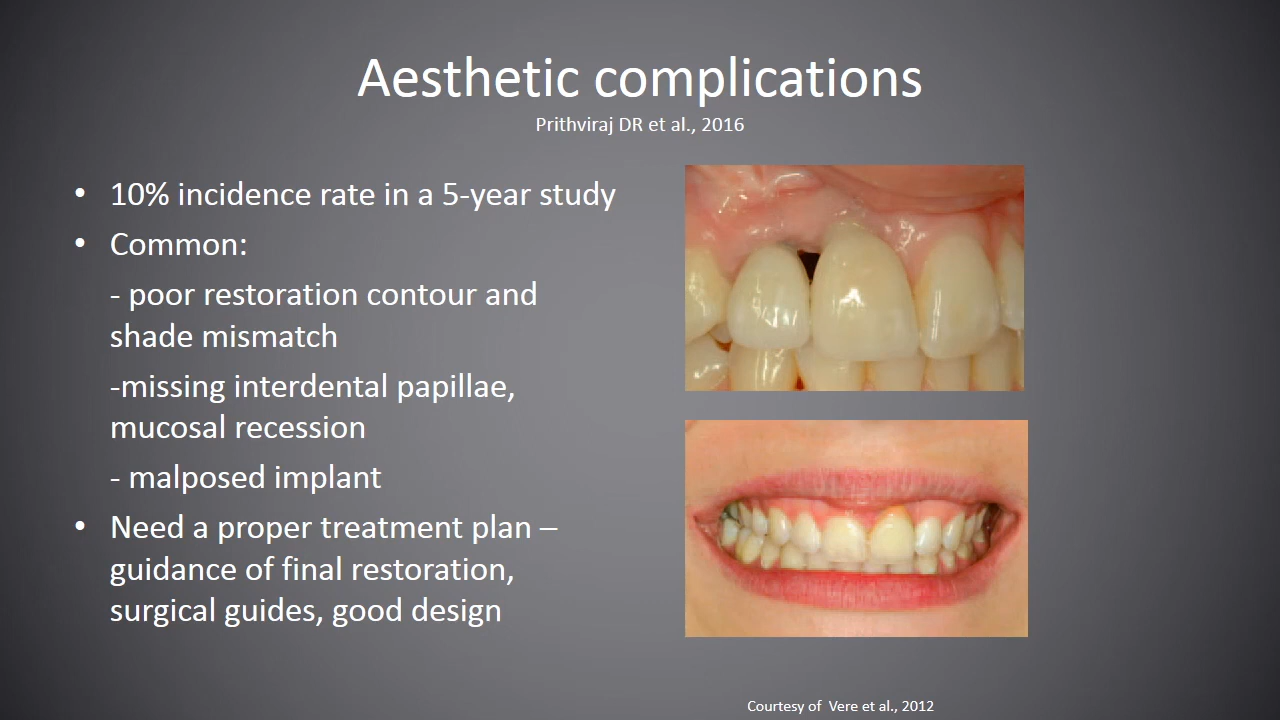 Aesthetic complications
Prithviraj DR et al., 2016
• 10% incidence rate in a 5-year study
• Common:
- poor restoration contour and
shade mismatch
-missing interdental papillae,
mucosal recession
- malposed implant
• Need a proper treatment plan –
guidance of final restoration,
surgical guides, good design
Courtesy of  Vere et al., 2012